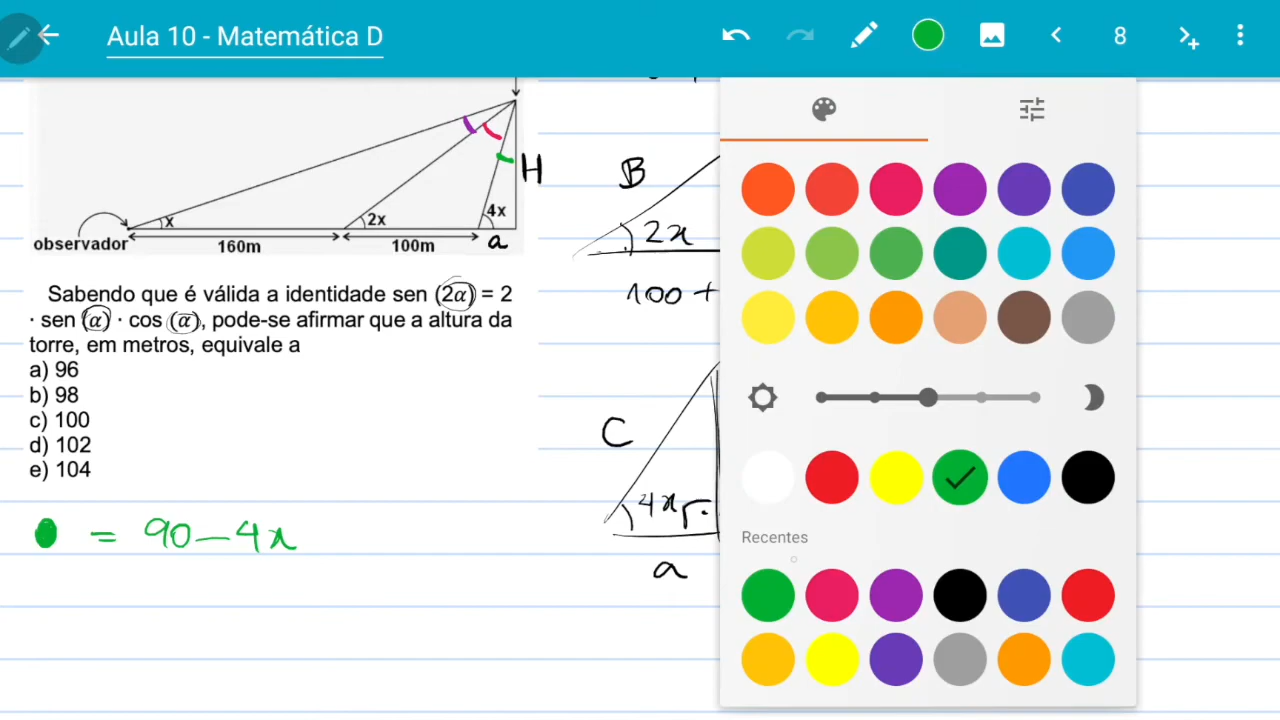 Aula 10 - Matemática D
8
H
x
2x
4x
observador
160m
100m
a
Sabendo que é válida a identidade sen (2α) = 2
· sen (α) · cos (α), pode-se afirmar que a altura da
torre, em metros, equivale a
a) 96
b) 98
c) 100
d) 102
e) 104
= 90 - 4x
B
2x
100 +
C
4x
a
Recentes